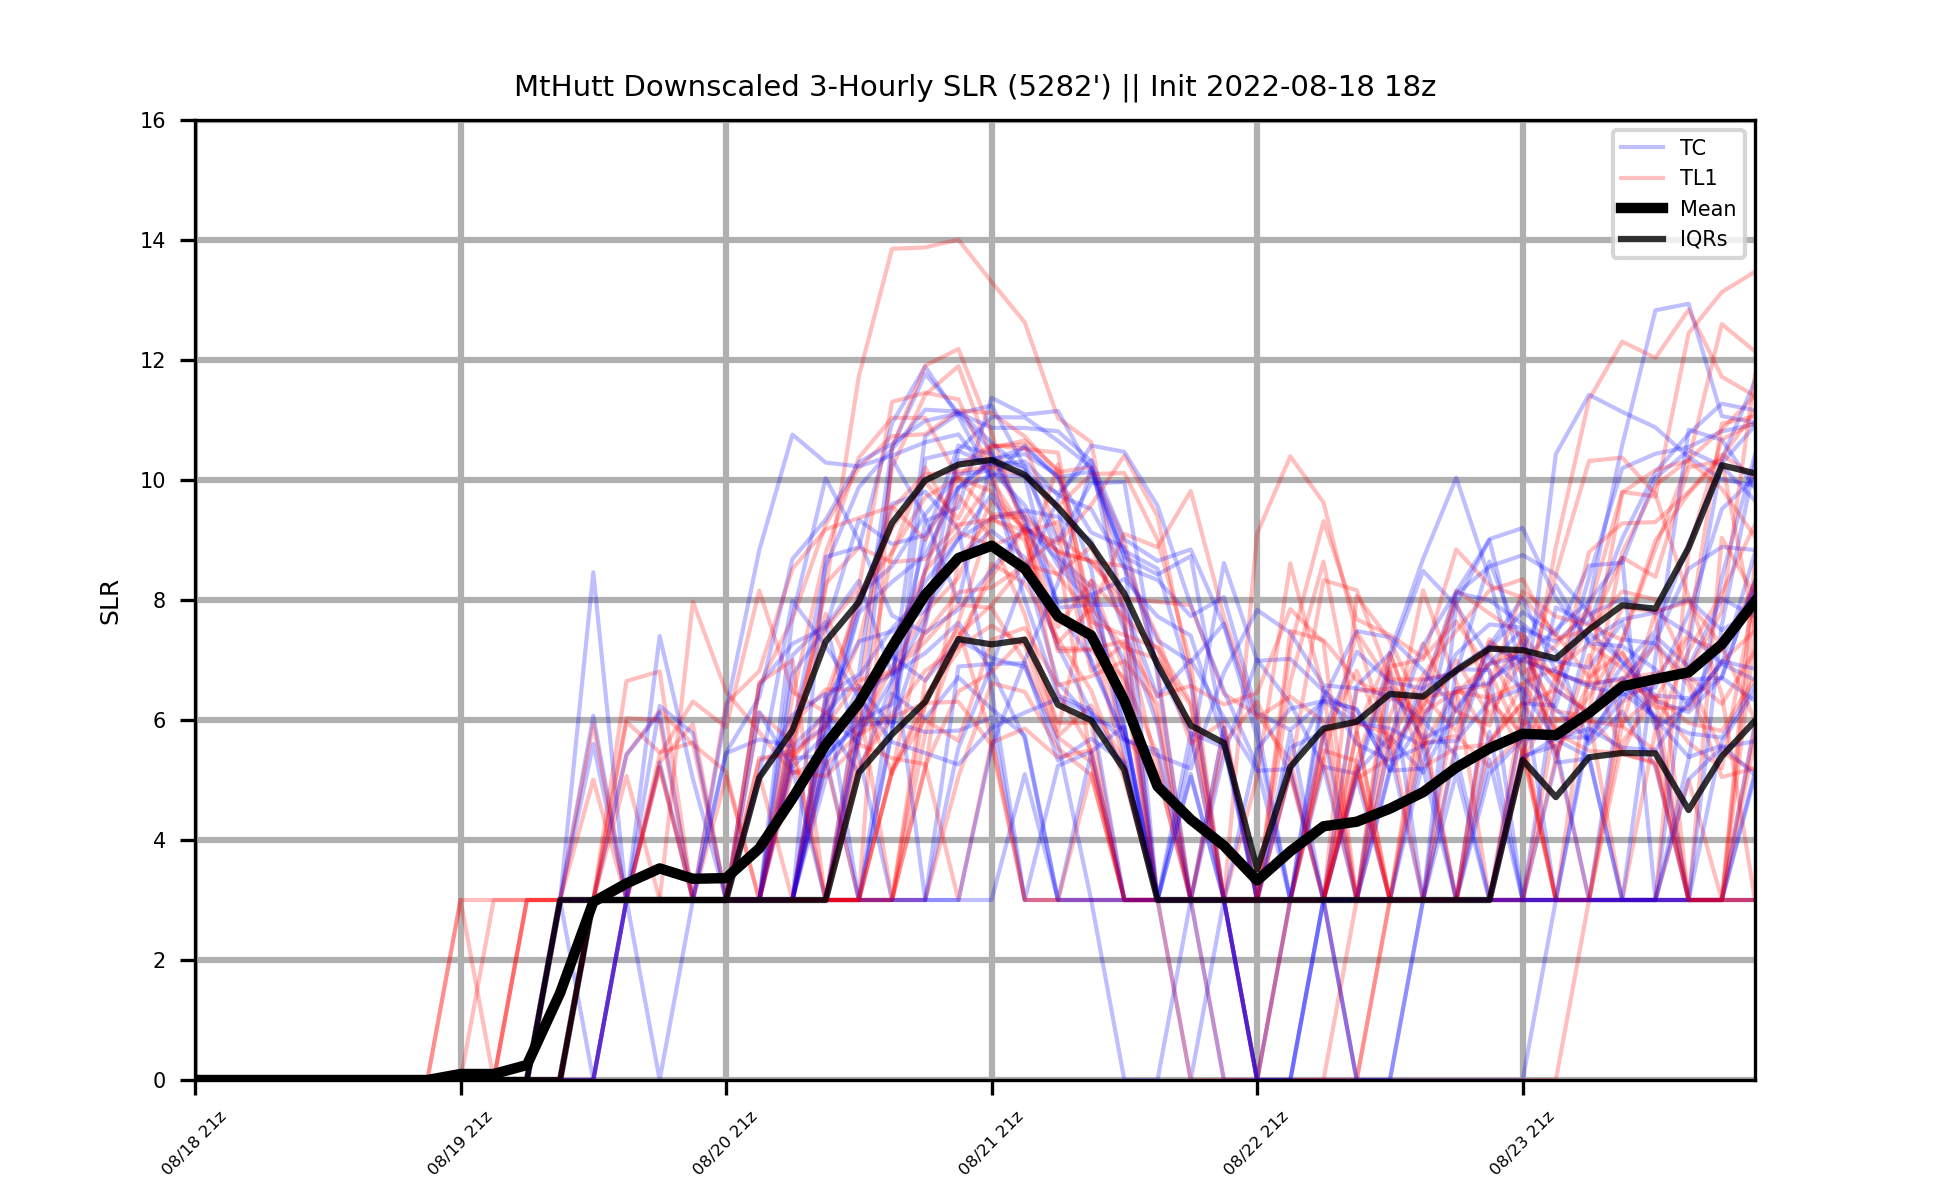 MtHutt Downscaled 3-Hourly SLR (5282') || Init 2022-08-18 18z
16
14
12
10
8
6
4
2
0
SLR
TC
TL1
Mean
IQRs
08/18 21z
08/19 21z
08/20 21z
08/21 21z
08/22 21z
08/23 21z